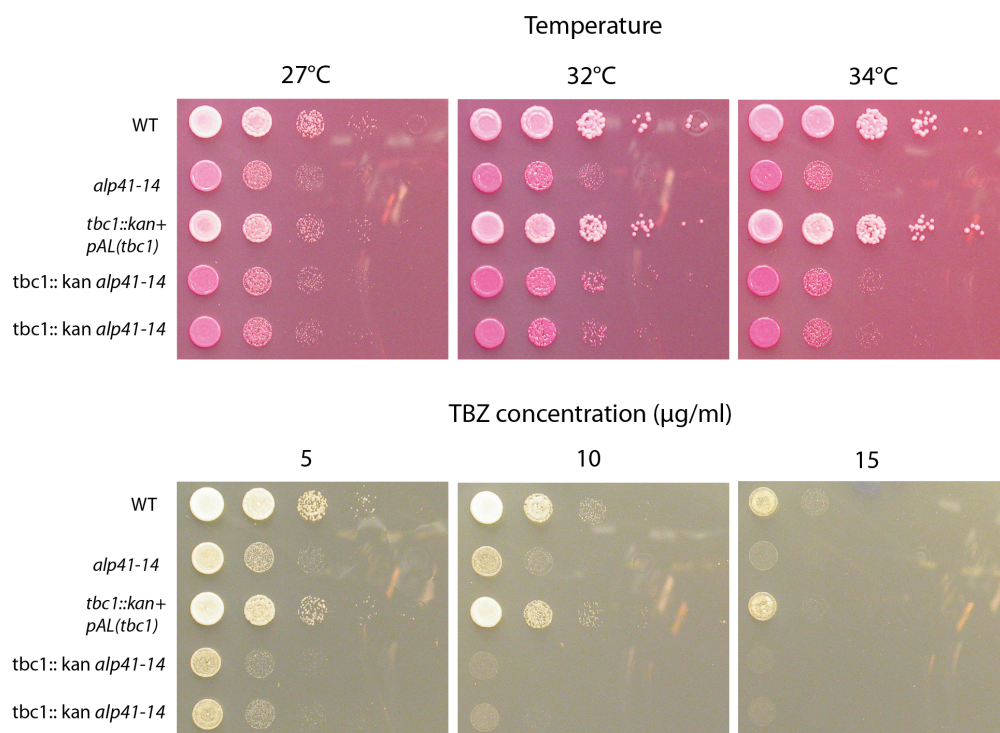 Temperature
27°C 32°C 34°C
WT
alp41-14
tbc1::kan+
pAL(tbc1)
tbc1:: kan alp41-14
tbc1:: kan alp41-14
TBZ concentration (µg/ml)
5 10 15
WT
alp41-14
tbc1::kan+
pAL(tbc1)
tbc1:: kan alp41-14
tbc1:: kan alp41-14